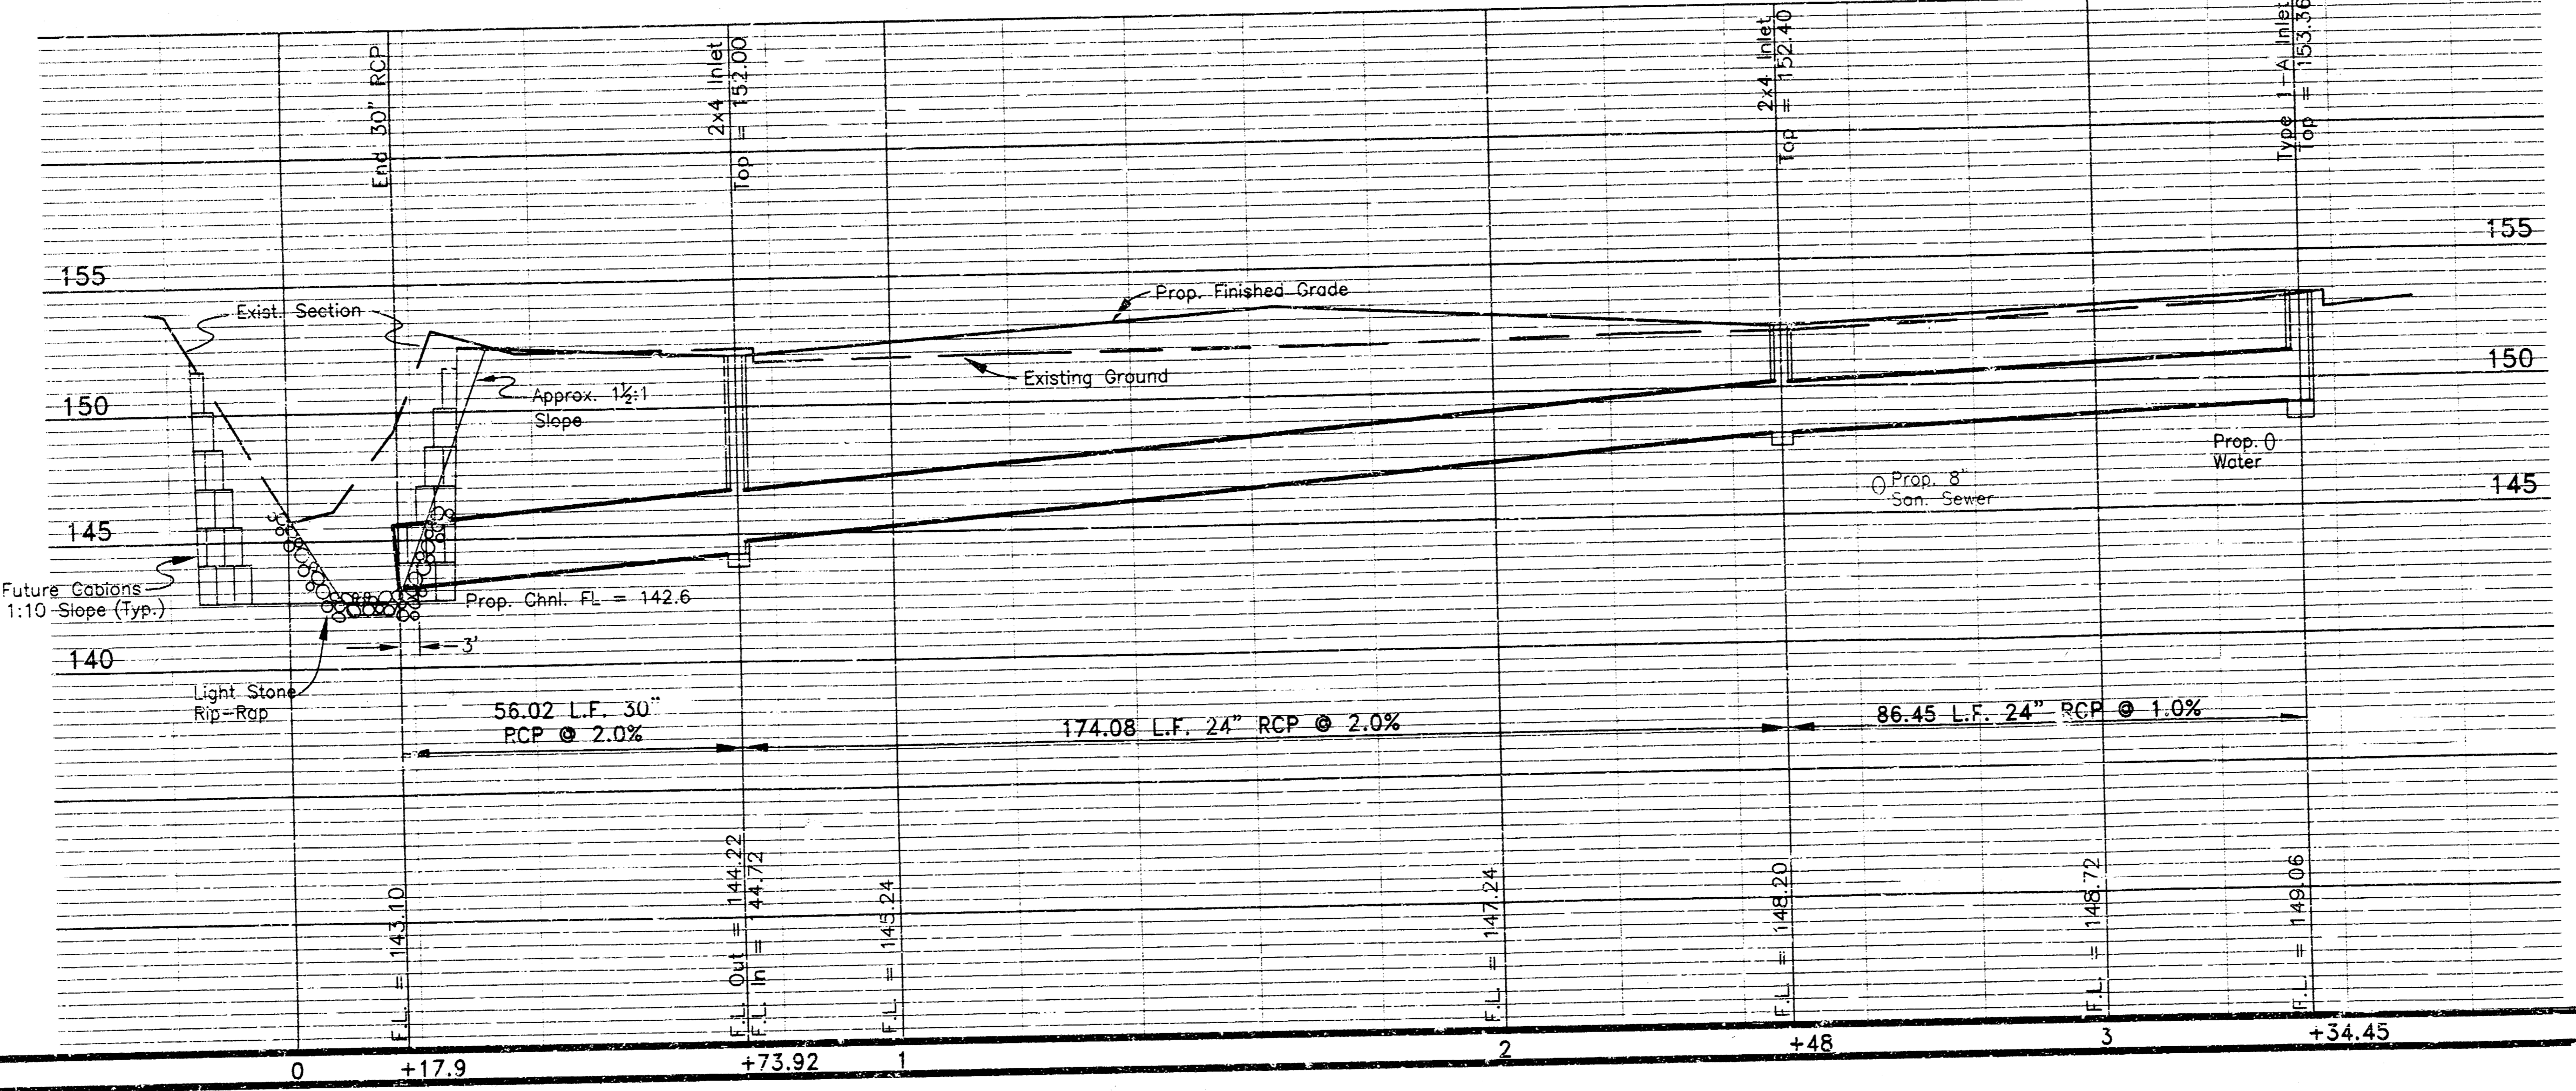 End 30" RCP
2x4 Inlet
Top = 152.00
2x4 Inlet
Top = 152.40
Type 1-A Inlet
Top = 153.36
155
155
Exist. Section
Prop. Finished Grade
Existing Ground
150
150
Approx. 1½:1
Slope
Prop.
Water
145
145
Prop. 8"
San. Sewer
Future Gabions
1:10 Slope (Typ.)
Prop. Chnl. FL = 142.6
3'
140
Light Stone
Rip-Rap
56.02 L.F. 30"
RCP @ 2.0%
174.08 L.F. 24" RCP @ 2.0%
86.45 L.F. 24" RCP @ 1.0%
F.L. = 143.10
F.L. Out = 144.22
F.L. In = 144.72
F.L. = 145.24
F.L. = 147.24
F.L. = 148.20
F.L. = 148.72
F.L. = 149.06
0
+17.9
+73.92
1
2
+48
3
+34.45